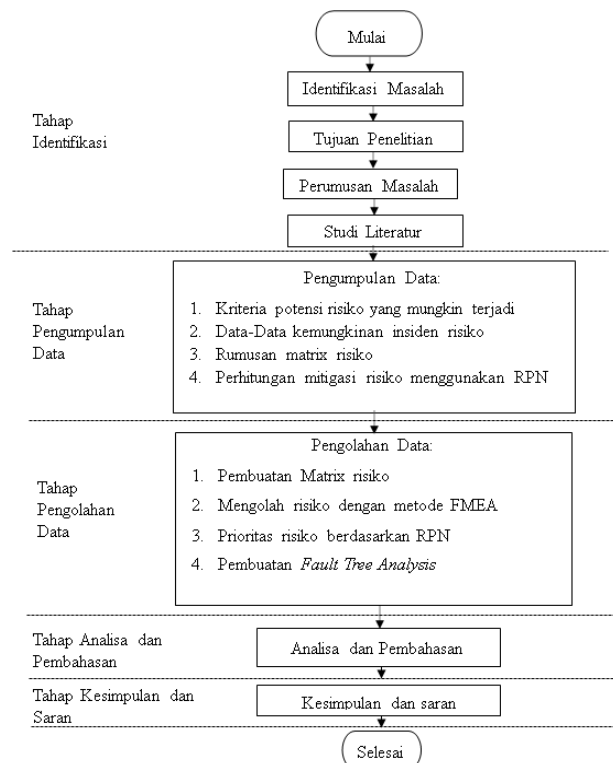 Mulai
Tahap
Identifikasi
Identifikasi Masalah
Tujuan Penelitian
Perumusan Masalah
Studi Literatur
Tahap
Pengumpulan
Data
Pengumpulan Data:
1. Kriteria potensi risiko yang mungkin terjadi
2. Data-Data kemungkinan insiden risiko
3. Rumusan matrix risiko
4. Perhitungan mitigasi risiko menggunakan RPN
Tahap
Pengolahan
Data
Pengolahan Data:
1. Pembuatan Matrix risiko
2. Mengolah risiko dengan metode FMEA
3. Prioritas risiko berdasarkan RPN
4. Pembuatan Fault Tree Analysis
Tahap Analisa dan
Pembahasan
Analisa dan Pembahasan
Tahap Kesimpulan dan
Saran
Kesimpulan dan saran
Selesai